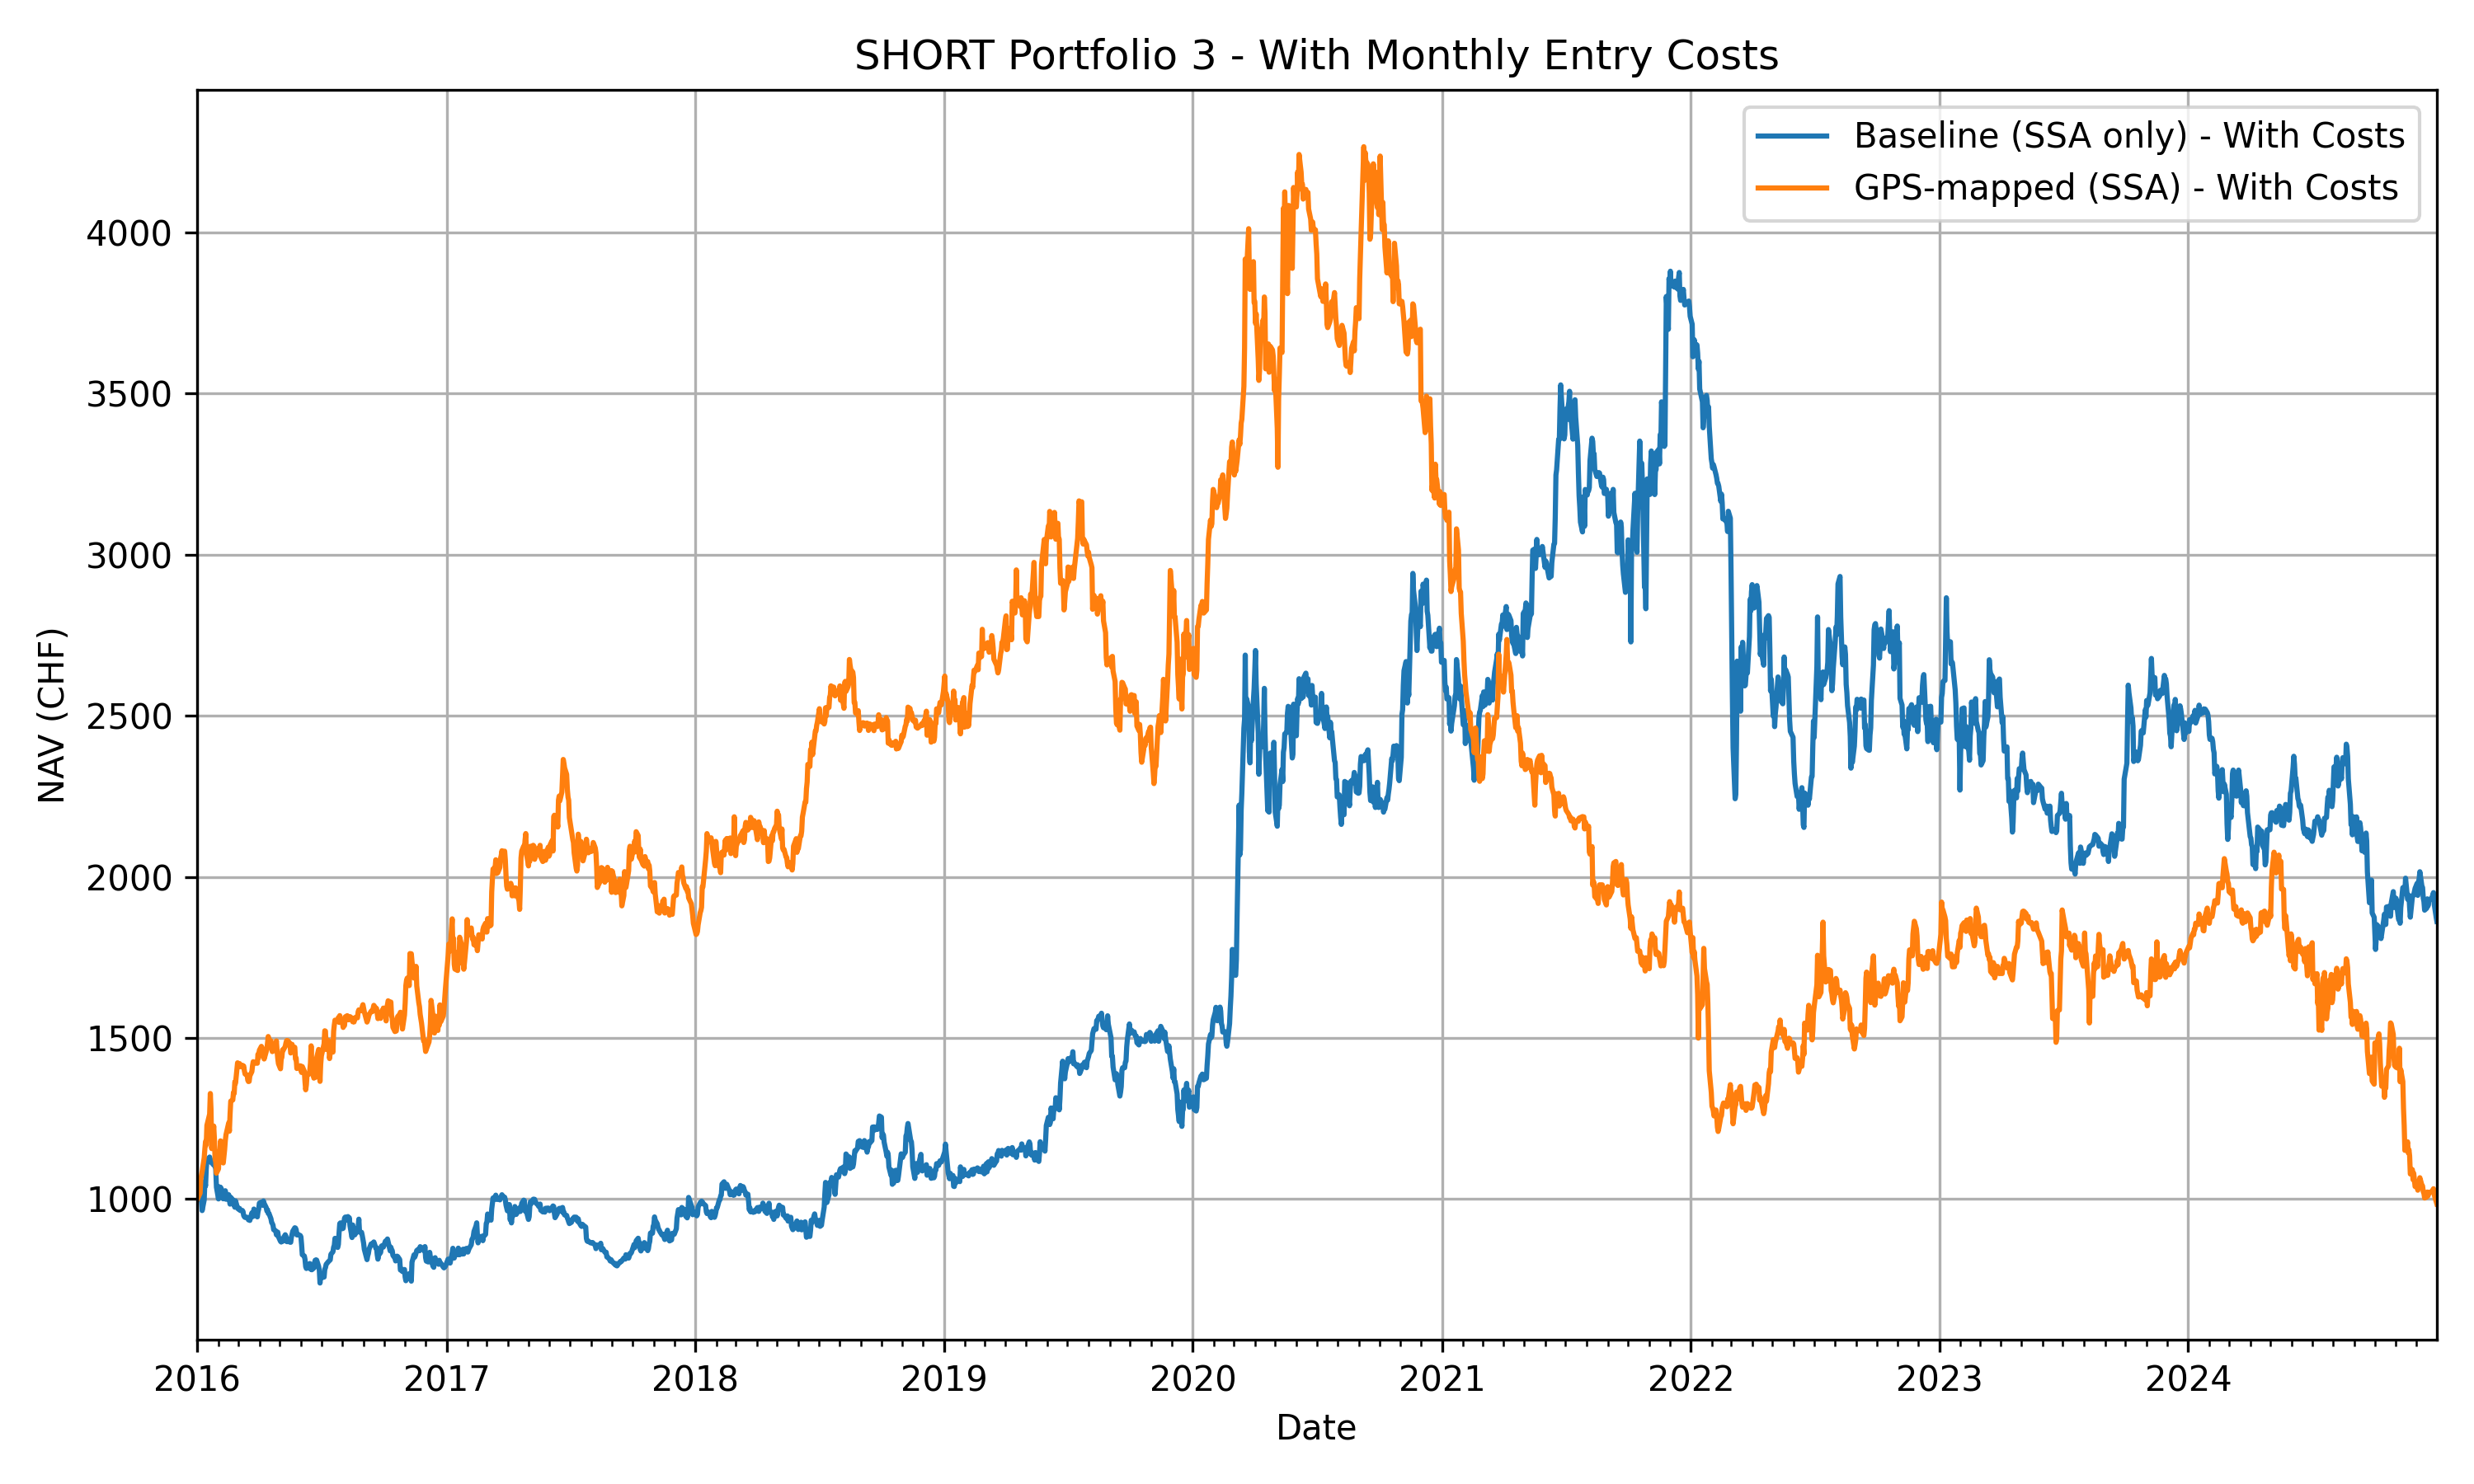 SHORT Portfolio 3 - With Monthly Entry Costs
Baseline (SSA only) - With Costs
GPS-mapped (SSA) - With Costs
NAV (CHF)
4000
3500
3000
2500
2000
1500
1000
2016 2017 2018 2019 2020 2021 2022 2023 2024
Date